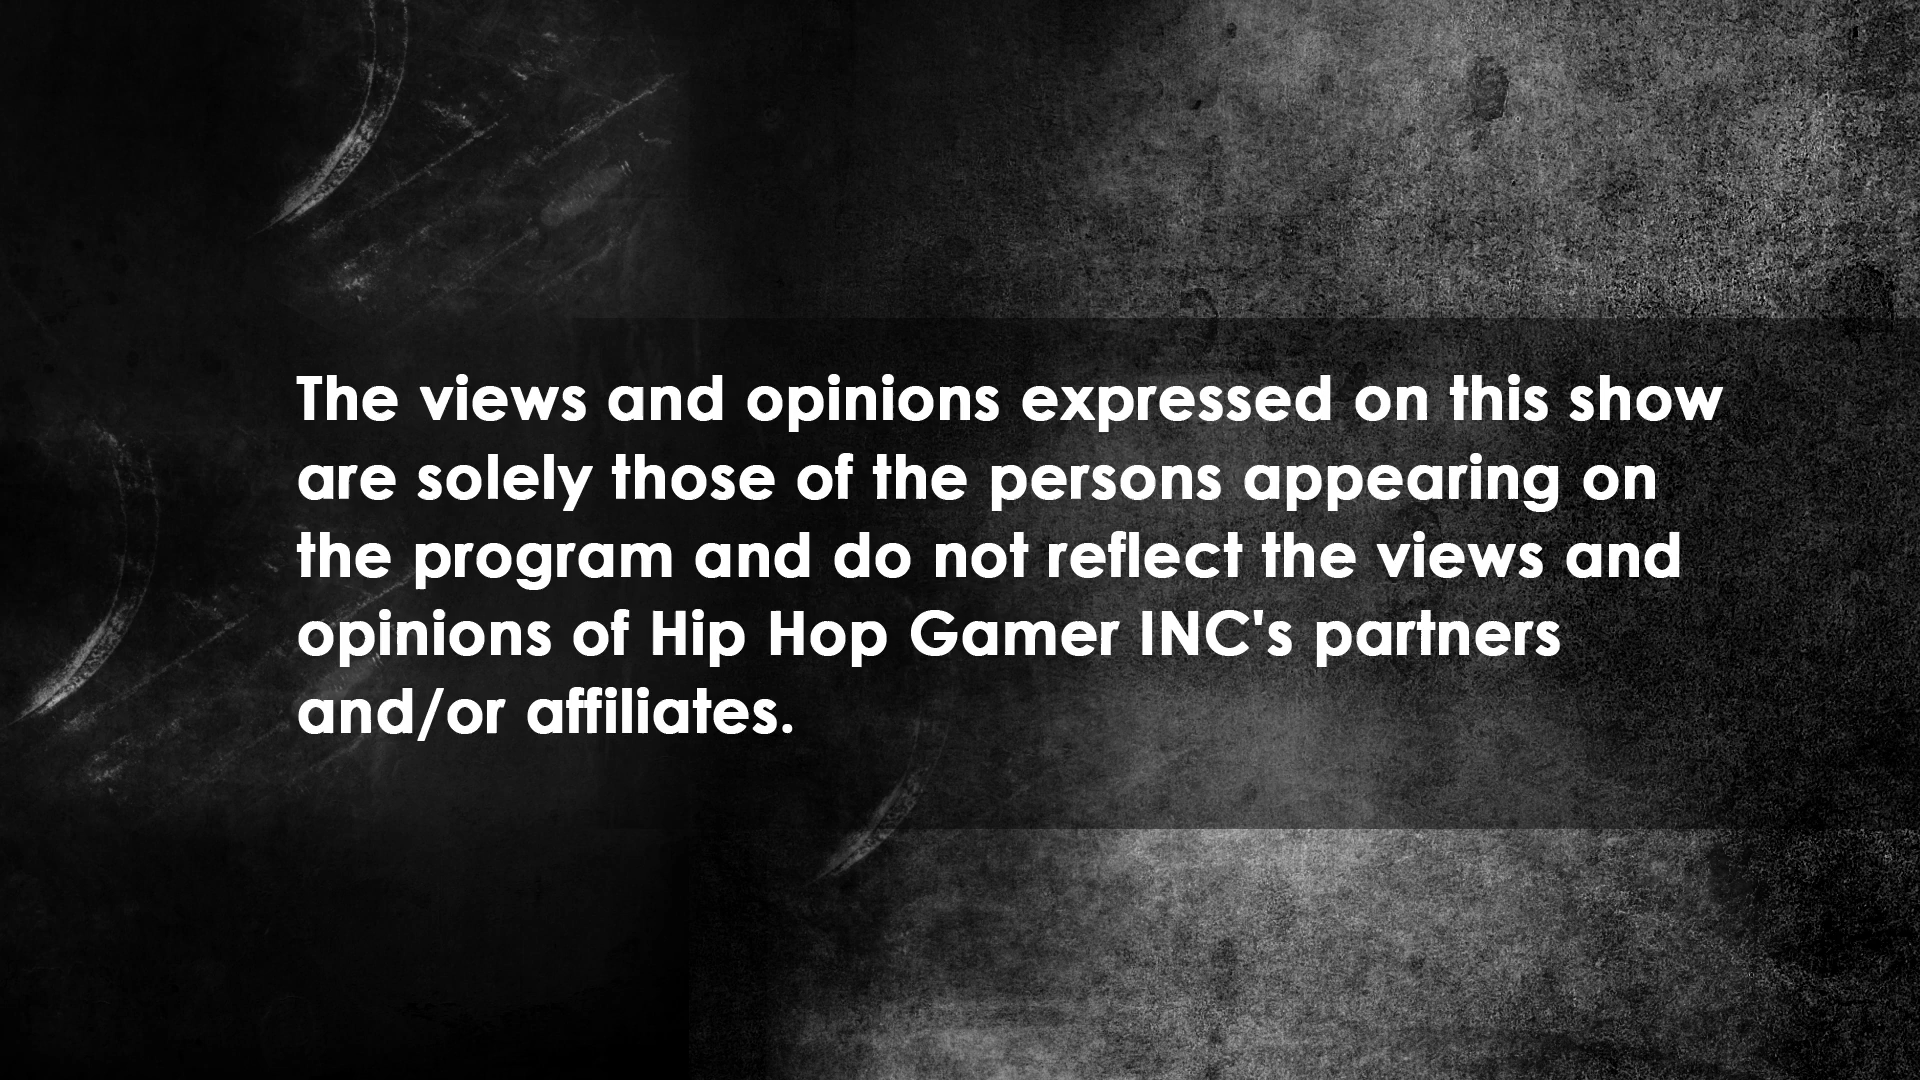 The views and opinions expressed on this show
are solely those of the persons appearing on
the program and do not reflect the views and
opinions of Hip Hop Gamer INC's partners
and/or affiliates.